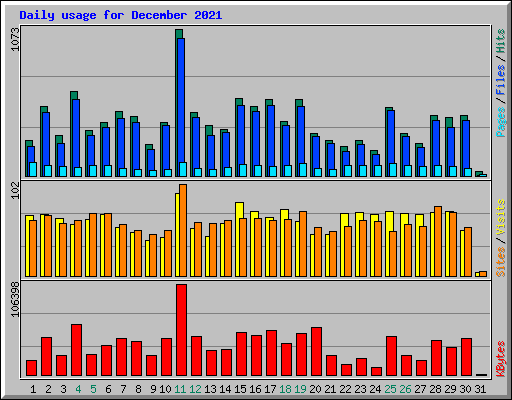 Daily usage for December 2021
1073
Pages / Files / Hits
102
Sites / Visits
106398
KBytes
1 2 3 4 5 6 7 8 9 10 11 12 13 14 15 16 17 18 19 20 21 22 23 24 25 26 27 28 29 30 31